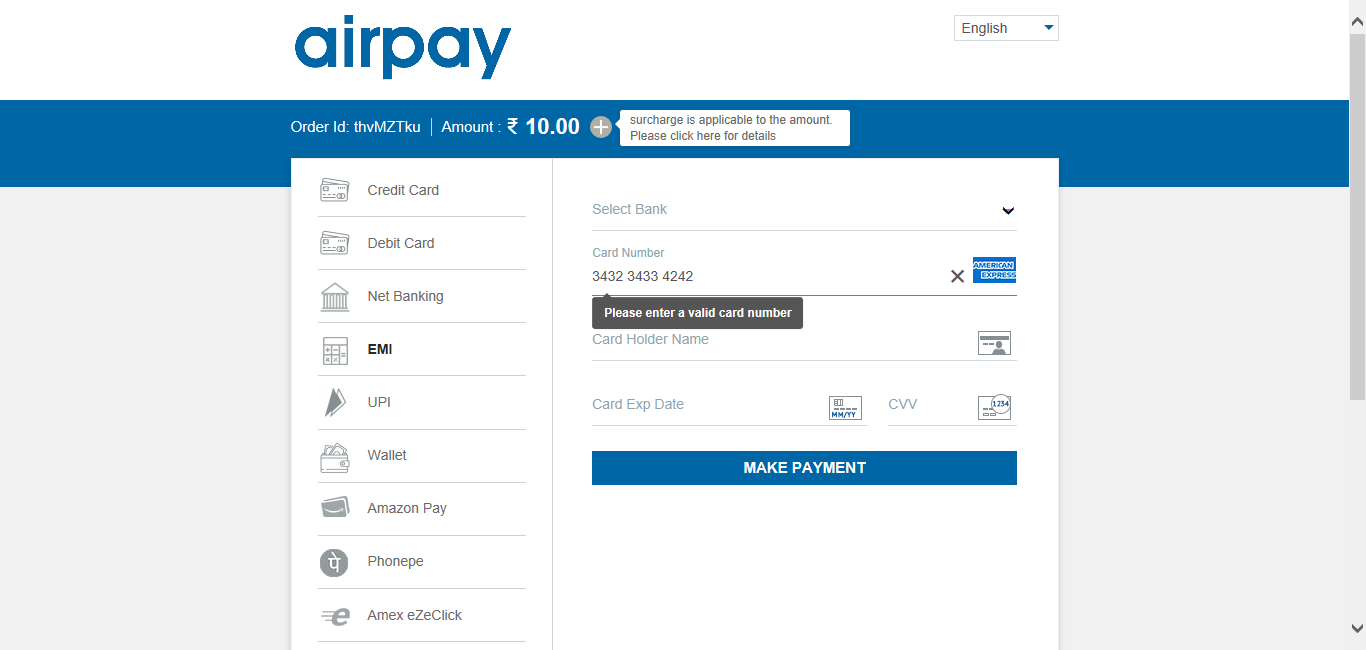 airpay
English
Order Id: thvMZTku
Amount : ₹ 10.00
surcharge is applicable to the amount.
Please click here for details
Credit Card
Debit Card
Net Banking
EMI
UPI
Wallet
Amazon Pay
पे
Phonepe
e
Amex eZeClick
Select Bank
Card Number
3432 3433 4242
AMERICAN
EXPRESS
Please enter a valid card number
Card Holder Name
Card Exp Date
MM/YY
CVV
1234
MAKE PAYMENT